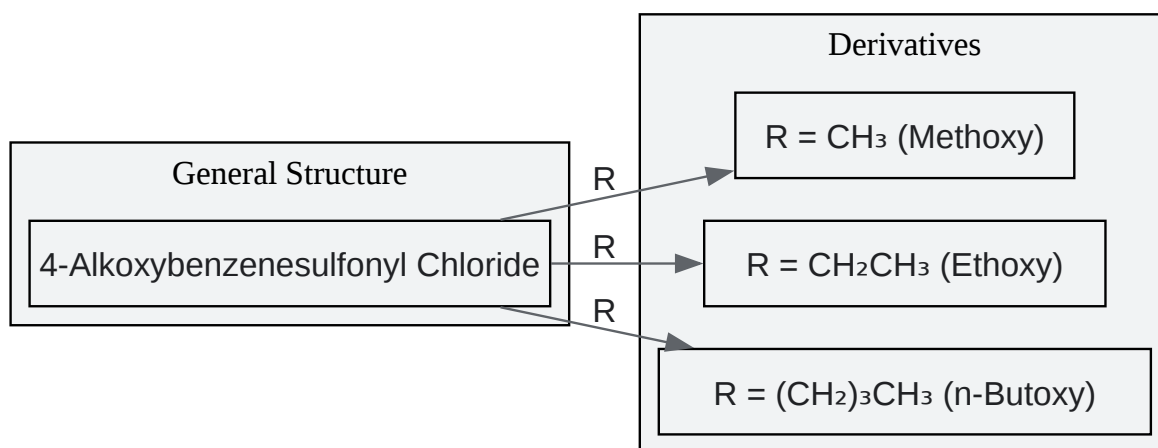 General Structure
4-Alkoxybenzenesulfonyl Chloride
R
R
R
Derivatives
R = CH₃ (Methoxy)
R = CH₂CH₃ (Ethoxy)
R = (CH₂)₃CH₃ (n-Butoxy)